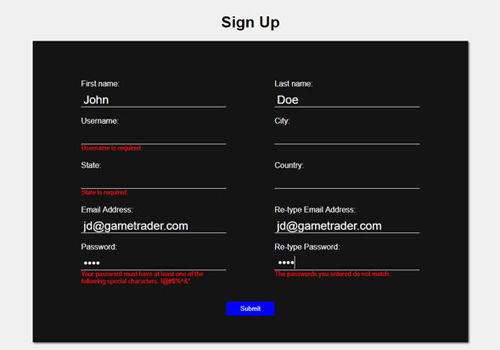 Sign Up
First name:
Last name:
John
Doe
Username:
City:
Username is required.
State:
Country:
State is required.
Email Address:
Re-type Email Address:
jd@gametrader.com
jd@gametrader.com
Password:
Re-type Password:
••••
••••
Your password must have at least one of the
following special characters: !@#$%^&*
The passwords you entered do not match.
Submit